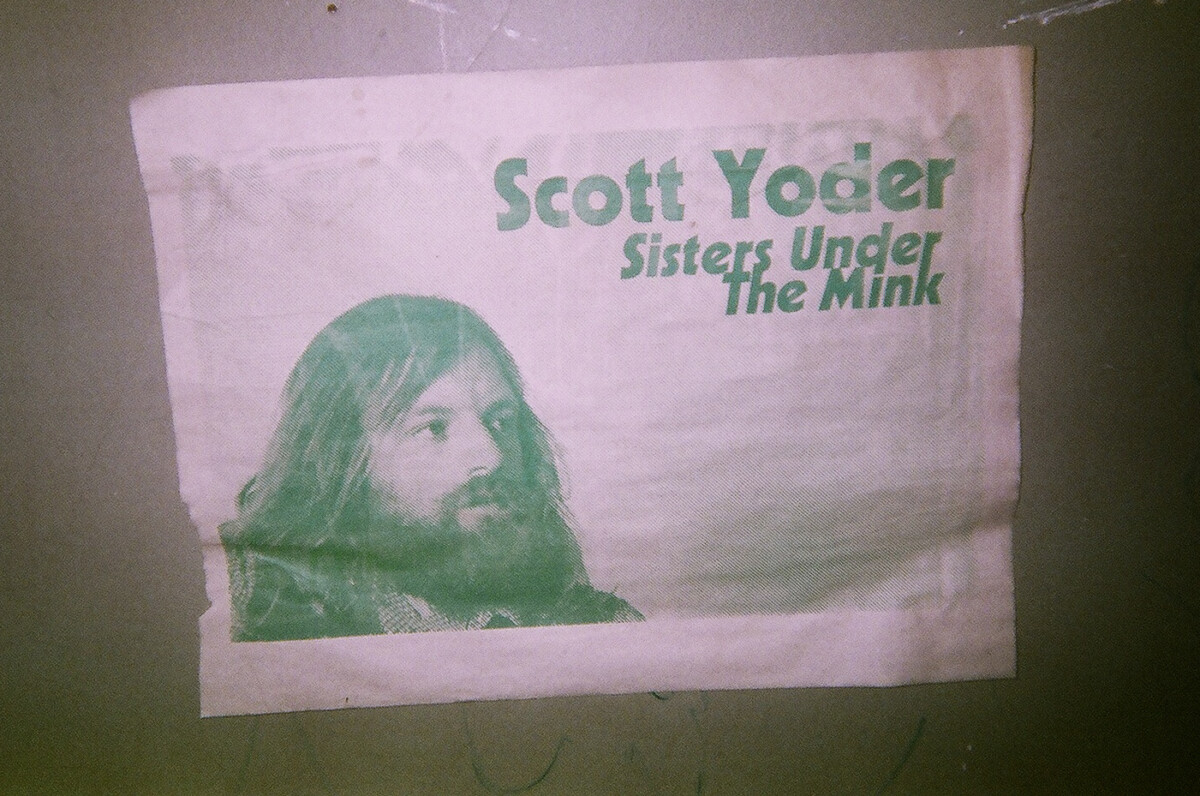 Scott Yoder
Sisters Under
The Mink